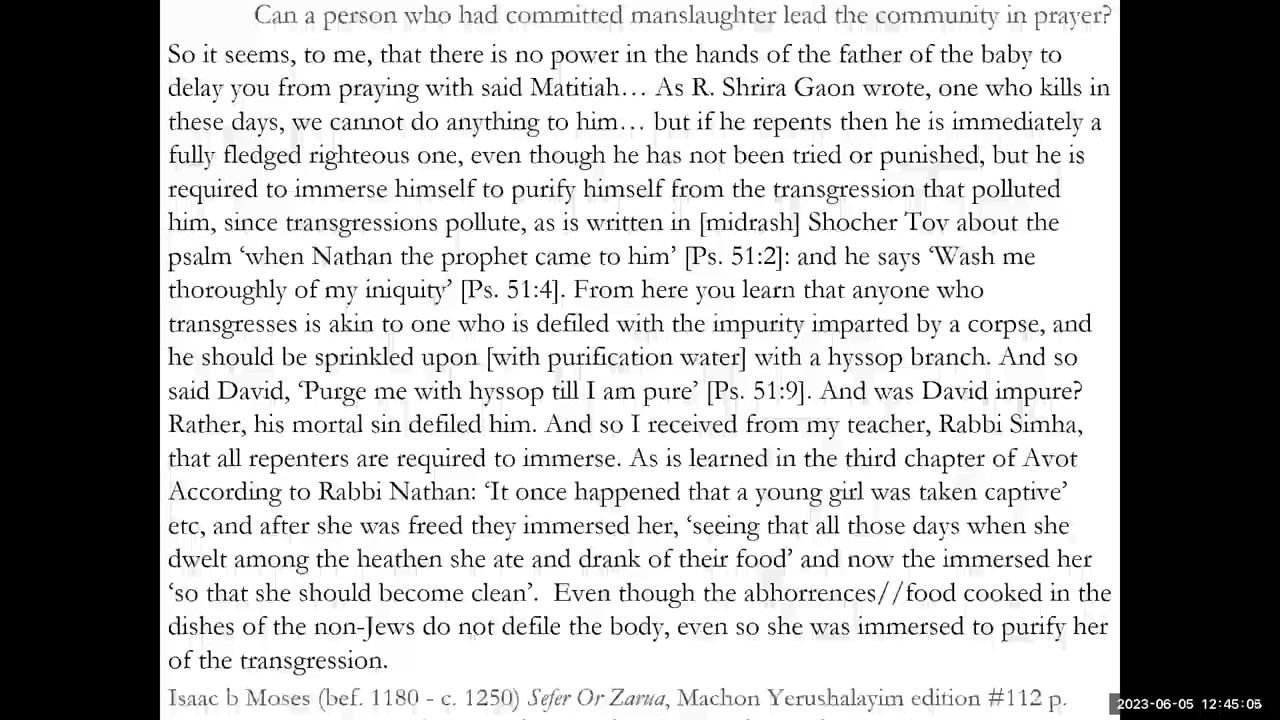 Can a person who had committed manslaughter lead the community in prayer?
So it seems, to me, that there is no power in the hands of the father of the baby to
delay you from praying with said Matitiah… As R. Shrira Gaon wrote, one who kills in
these days, we cannot do anything to him… but if he repents then he is immediately a
fully fledged righteous one, even though he has not been tried or punished, but he is
required to immerse himself to purify himself from the transgression that polluted
him, since transgressions pollute, as is written in [midrash] Shocher Tov about the
psalm ‘when Nathan the prophet came to him’ [Ps. 51:2]: and he says ‘Wash me
thoroughly of my iniquity’ [Ps. 51:4]. From here you learn that anyone who
transgresses is akin to one who is defiled with the impurity imparted by a corpse, and
he should be sprinkled upon [with purification water] with a hyssop branch. And so
said David, ‘Purge me with hyssop till I am pure’ [Ps. 51:9]. And was David impure?
Rather, his mortal sin defiled him. And so I received from my teacher, Rabbi Simha,
that all repenters are required to immerse. As is learned in the third chapter of Avot
According to Rabbi Nathan: ‘It once happened that a young girl was taken captive’
etc, and after she was freed they immersed her, ‘seeing that all those days when she
dwelt among the heathen she ate and drank of their food’ and now the immersed her
‘so that she should become clean’. Even though the abhorrences//food cooked in the
dishes of the non-Jews do not defile the body, even so she was immersed to purify her
of the transgression.
Isaac b Moses (bef. 1180 - c. 1250) Sefer Or Zarua, Machon Yerushalayim edition #112 p.
2023-06-05 12:45:05